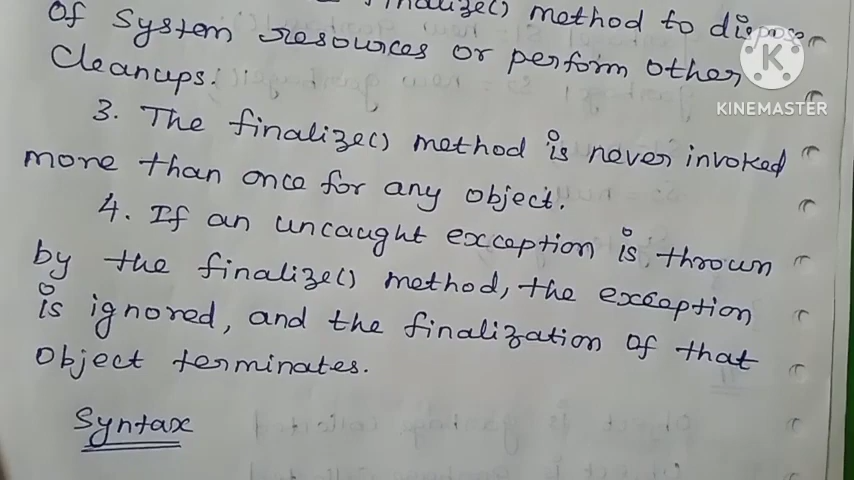 finalize() method to dispose
of System resources or perform other
Cleanups.
3. The finalize() method is never invoked
more than once for any object.
4. If an uncaught exception is thrown
by the finalize() method, the exception
is ignored, and the finalization of that
Object terminates.
Syntax
K
KINEMASTER